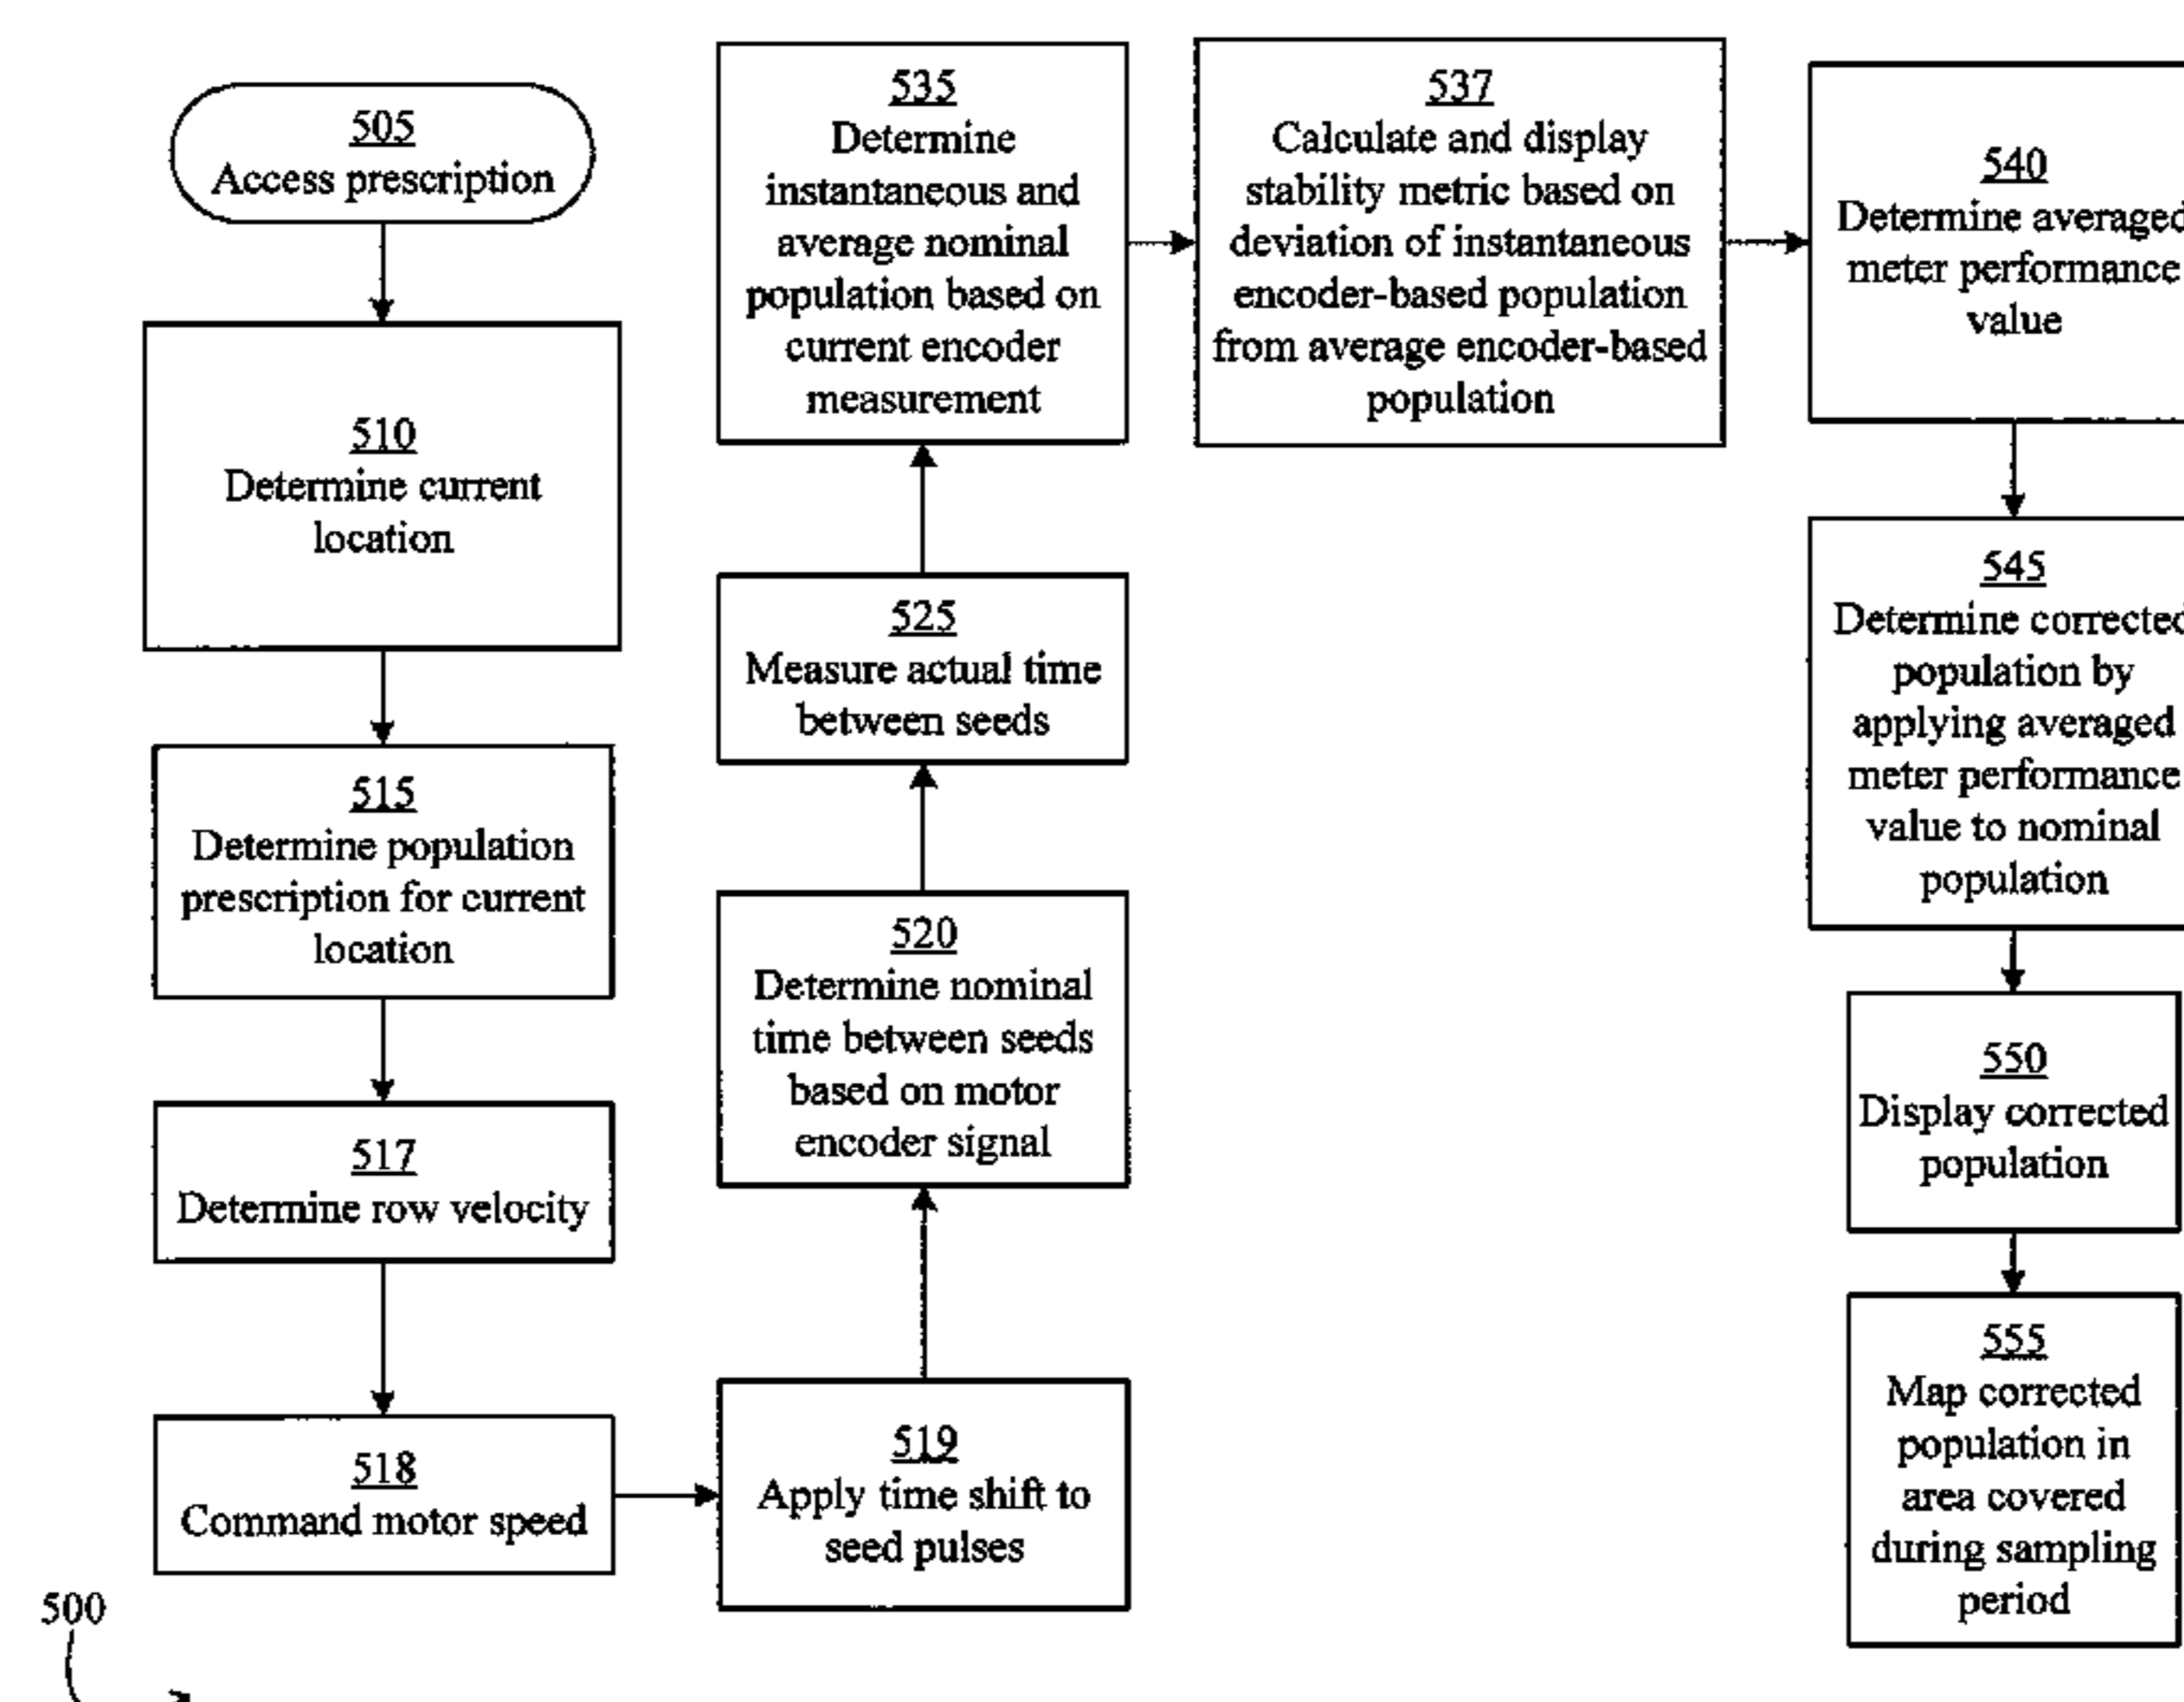 505
Access prescription
510
Determine current
location
515
Determine population
prescription for current
location
517
Determine row velocity
518
Command motor speed
519
Apply time shift to
seed pulses
520
Determine nominal
time between seeds
based on motor
encoder signal
525
Measure actual time
between seeds
535
Determine
instantaneous and
average nominal
population based on
current encoder
measurement
537
Calculate and display
stability metric based on
deviation of instantaneous
encoder-based population
from average encoder-based
population
540
Determine averaged
meter performance
value
545
Determine corrected
population by
applying averaged
meter performance
value to nominal
population
550
Display corrected
population
555
Map corrected
population in
area covered
during sampling
period
500